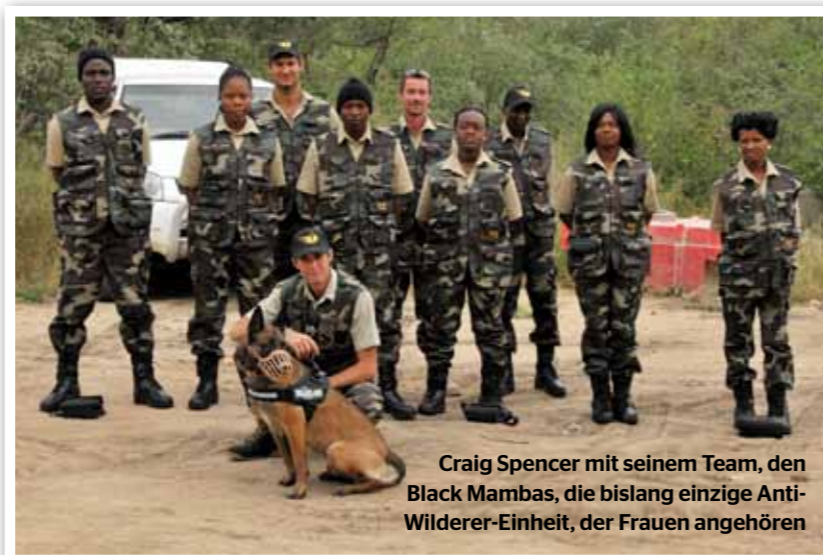 Craig Spencer mit seinem Team, den
Black Mambas, die bislang einzige Anti-
Wilderer-Einheit, der Frauen angehören